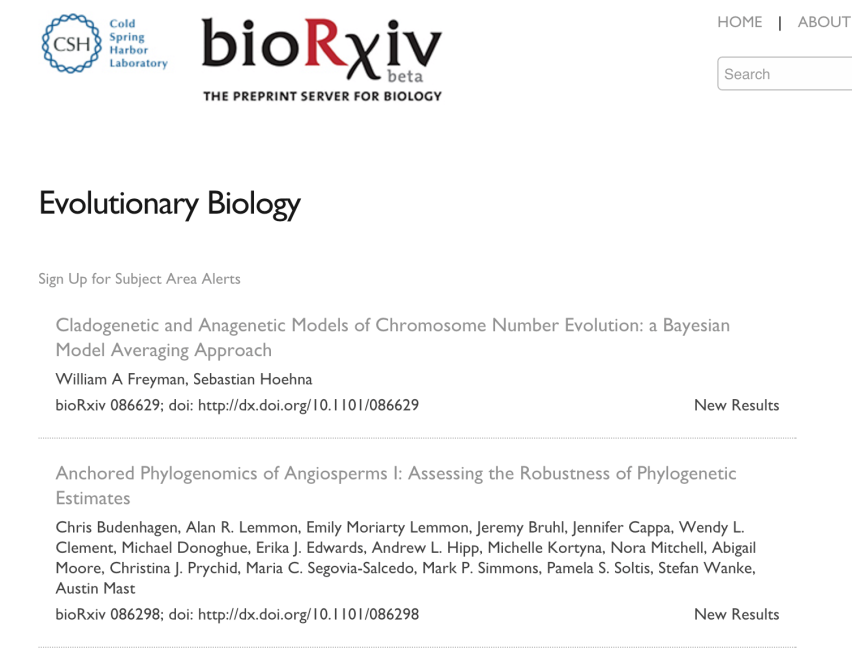 CSH
Cold
Spring
Harbor
Laboratory
bioRxiv
beta
THE PREPRINT SERVER FOR BIOLOGY
HOME | ABOUT
Search
Evolutionary Biology
Sign Up for Subject Area Alerts
Cladogenetic and Anagenetic Models of Chromosome Number Evolution: a Bayesian
Model Averaging Approach
William A Freyman, Sebastian Hoehna
bioRxiv 086629; doi: http://dx.doi.org/10.1101/086629 New Results
Anchored Phylogenomics of Angiosperms I: Assessing the Robustness of Phylogenetic
Estimates
Chris Budenhagen, Alan R. Lemmon, Emily Moriarty Lemmon, Jeremy Bruhl, Jennifer Cappa, Wendy L.
Clement, Michael Donoghue, Erika J. Edwards, Andrew L. Hipp, Michelle Kortyna, Nora Mitchell, Abigail
Moore, Christina J. Prychid, Maria C. Segovia-Salcedo, Mark P. Simmons, Pamela S. Soltis, Stefan Wanke,
Austin Mast
bioRxiv 086298; doi: http://dx.doi.org/10.1101/086298 New Results